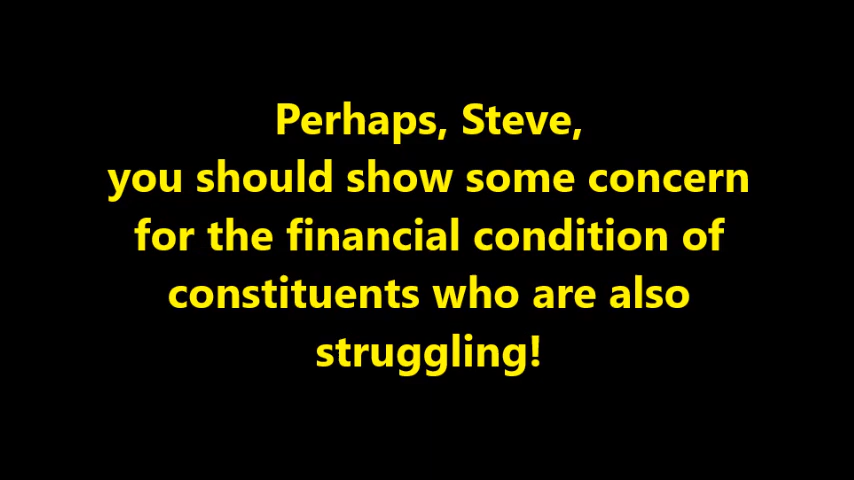 Perhaps, Steve,
you should show some concern
for the financial condition of
constituents who are also
struggling!